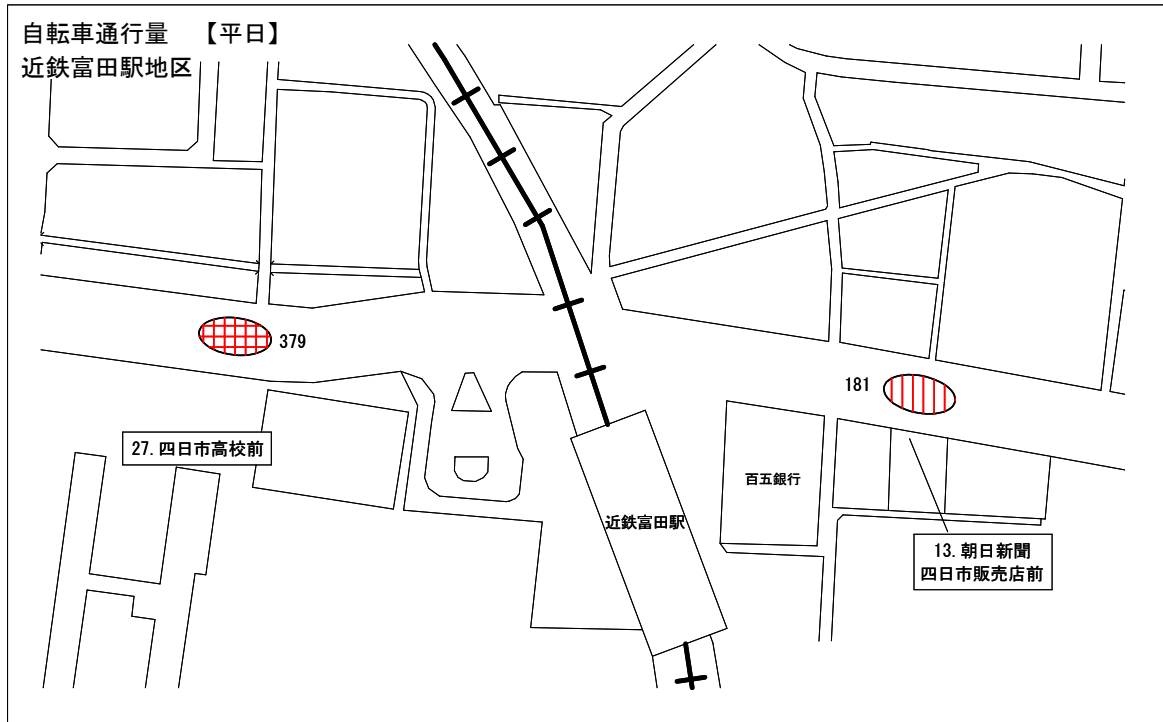 自転車通行量　【平日】
近鉄富田駅地区
379
181
27. 四日市高校前
百五銀行
近鉄富田駅
13. 朝日新聞
四日市販売店前